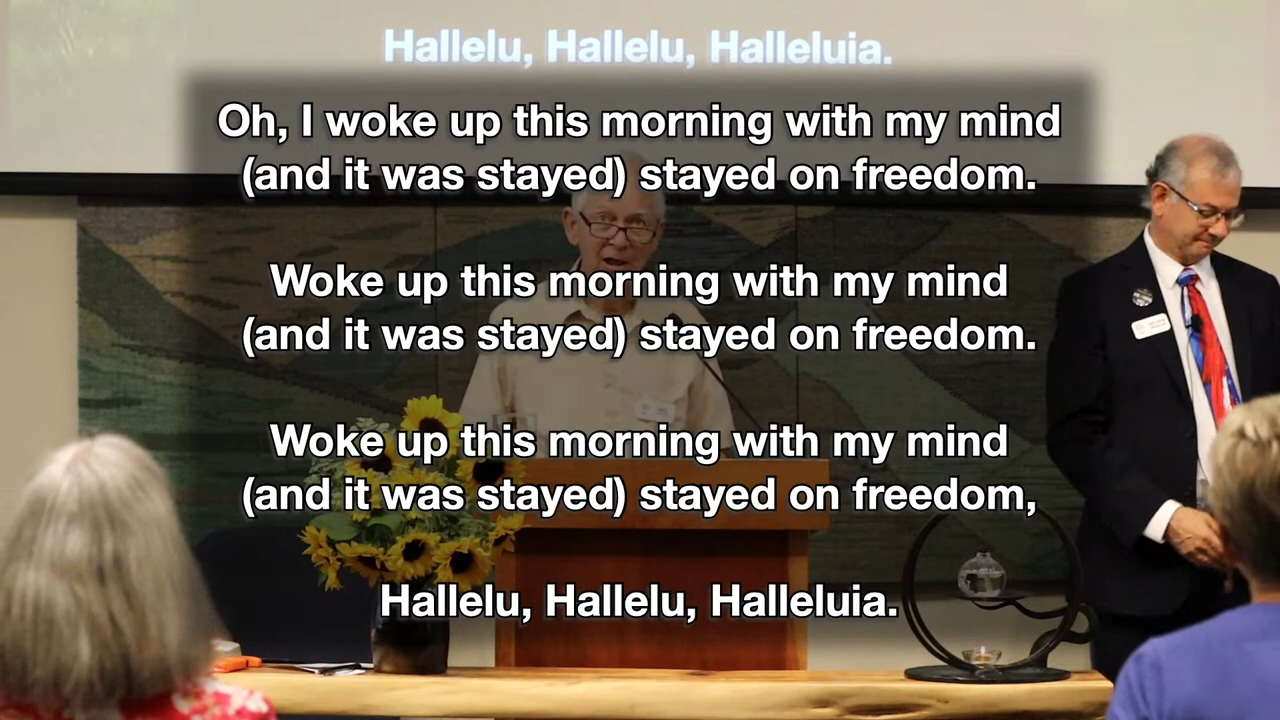 Hallelu, Hallelu, Halleluia.
Oh, I woke up this morning with my mind
(and it was stayed) stayed on freedom.
Woke up this morning with my mind
(and it was stayed) stayed on freedom.
Woke up this morning with my mind
(and it was stayed) stayed on freedom,
Hallelu, Hallelu, Halleluia.